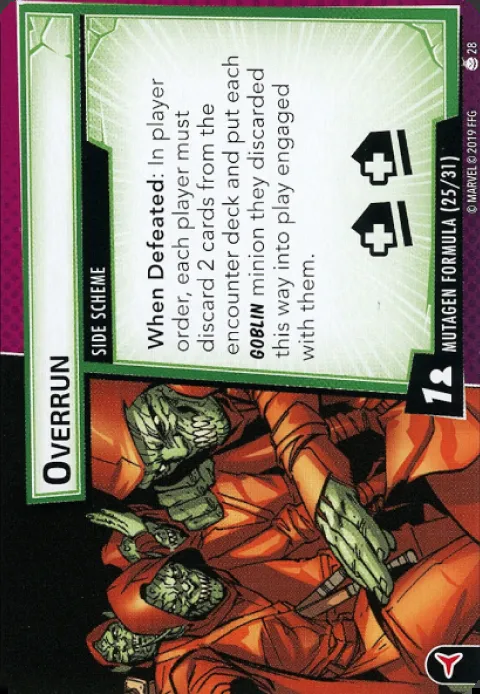 OVERRUN
SIDE SCHEME
When Defeated: In player
order, each player must
discard 2 cards from the
encounter deck and put each
GOBLIN minion they discarded
this way into play engaged
with them.
1
MUTAGEN FORMULA (25/31)
© MARVEL © 2019 FFG
28